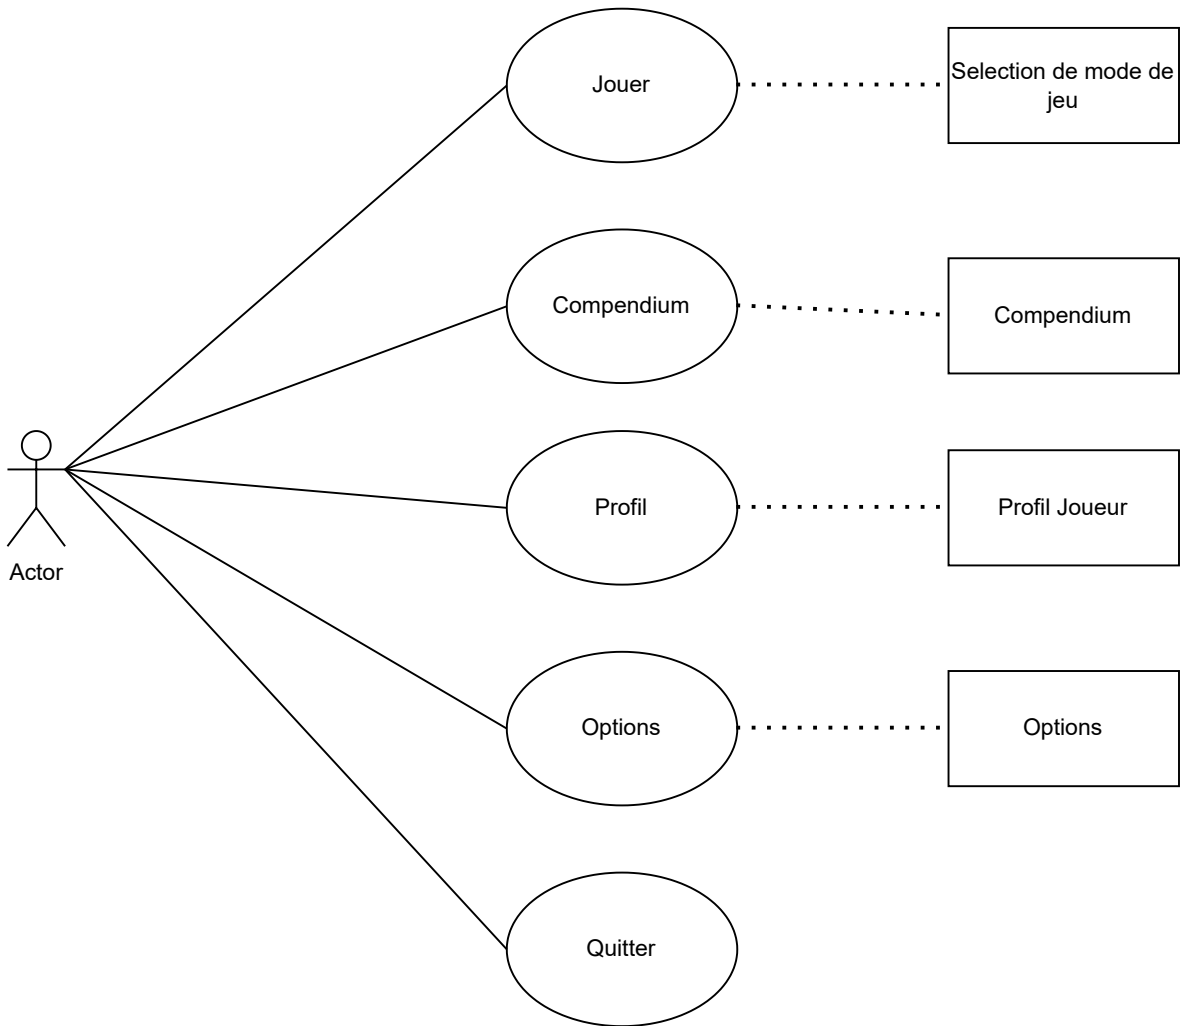 Jouer
Selection de mode de
jeu
Compendium
Compendium
Actor
Profil
Profil Joueur
Options
Options
Quitter